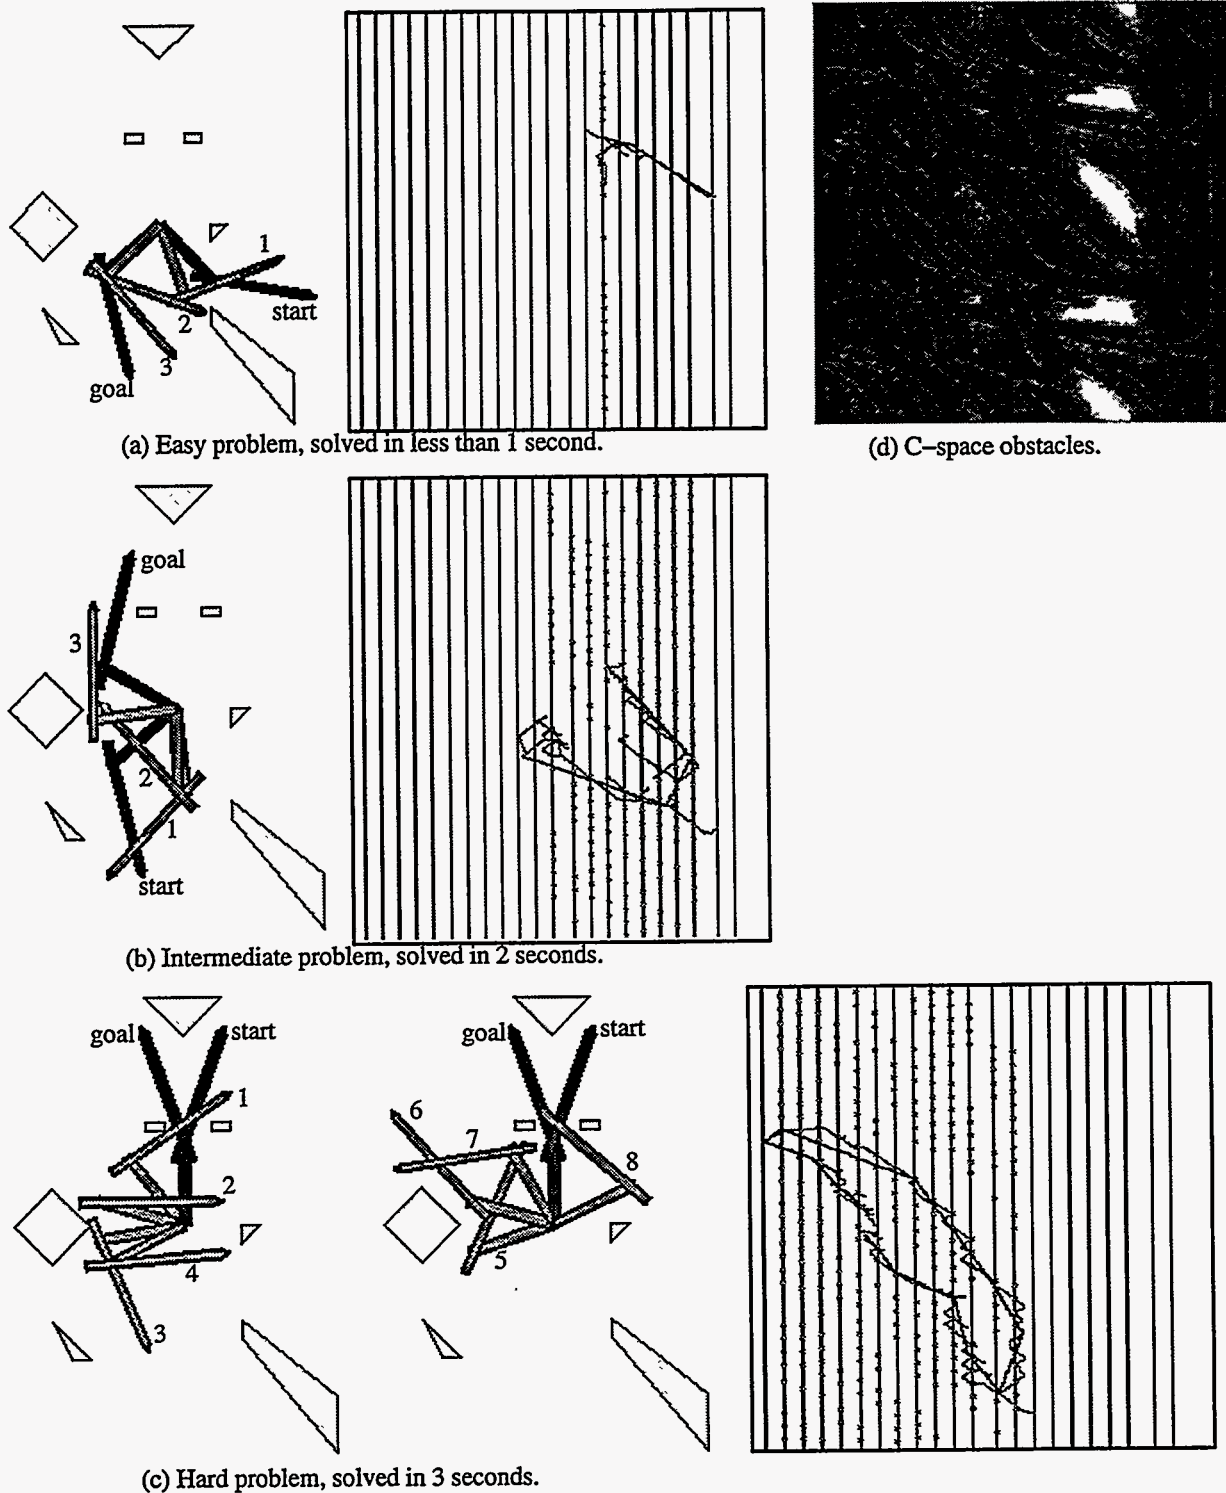 1
start
2
3
goal
(a) Easy problem, solved in less than 1 second.
(d) C–space obstacles.
goal
3
2
1
start
(b) Intermediate problem, solved in 2 seconds.
goal
start
1
2
4
3
goal
start
6
7
8
5
(c) Hard problem, solved in 3 seconds.